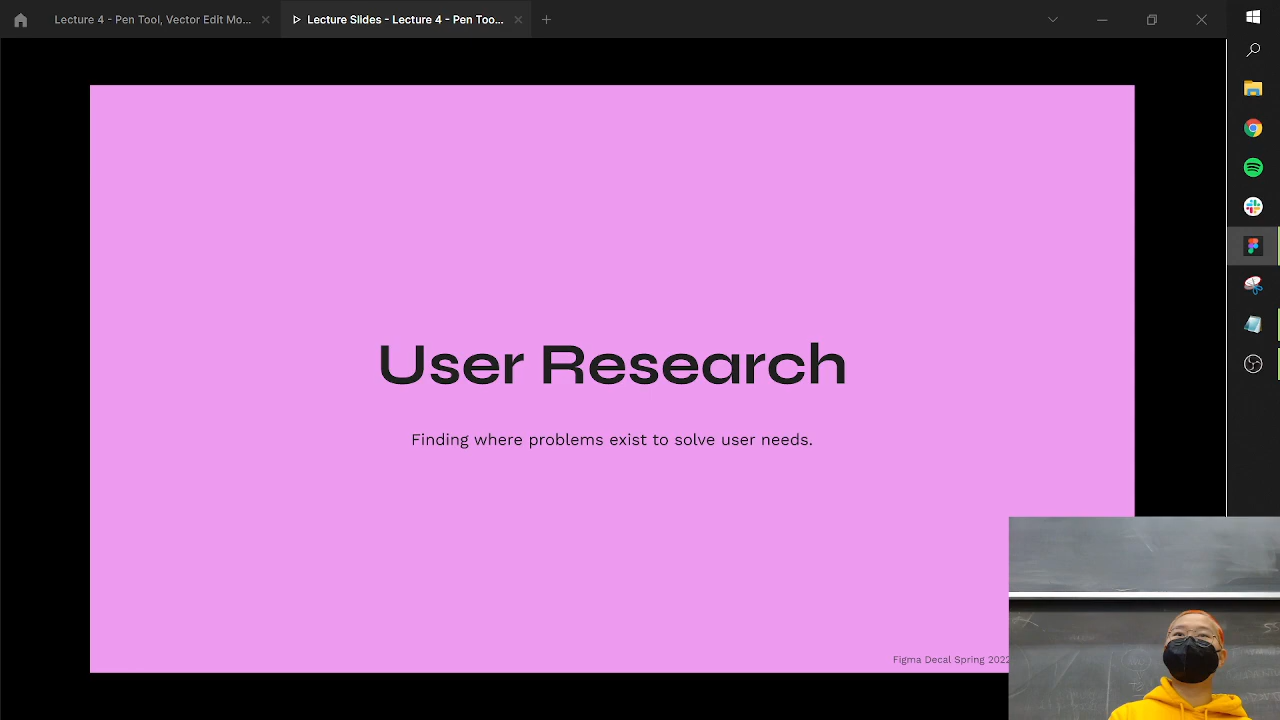 Lecture 4 - Pen Tool, Vector Edit Mo...
Lecture Slides - Lecture 4 - Pen Too...
User Research
Finding where problems exist to solve user needs.
Figma Decal Spring 2022